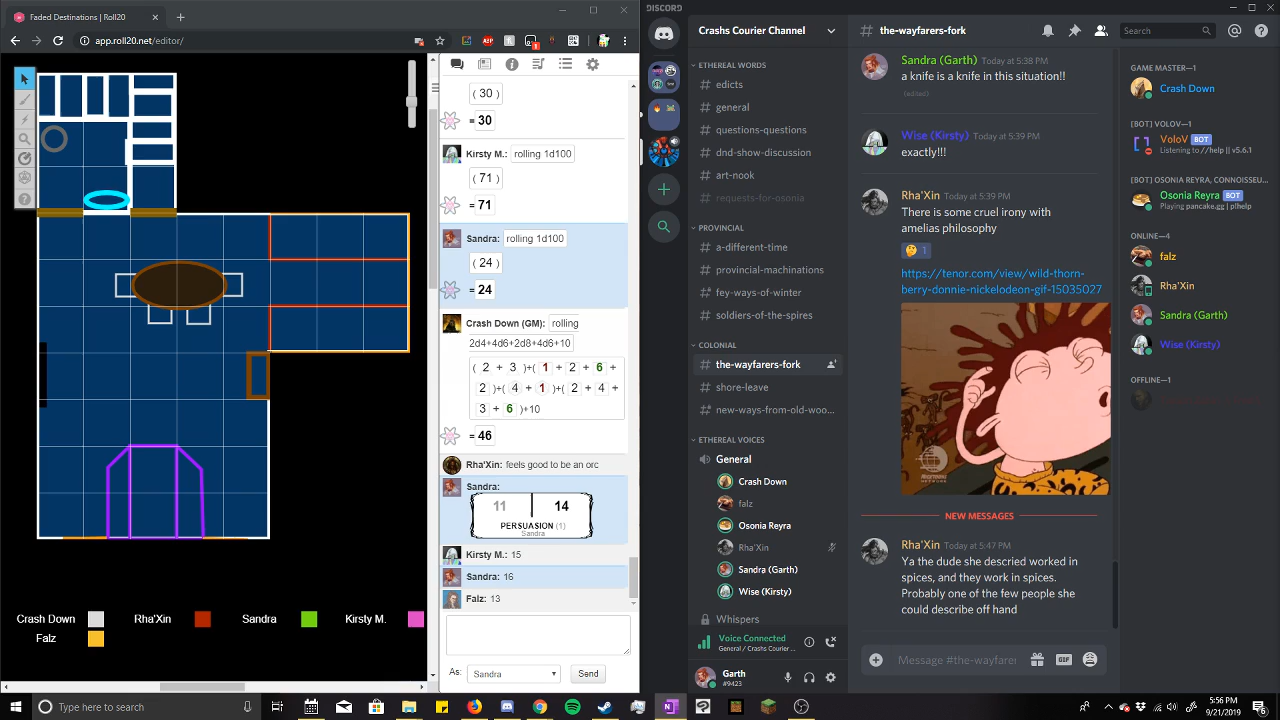 Faded Destinations | Roll20
app.roll20.net/editor/
( 30 )
= 30
Kirsty M.: rolling 1d100
( 71 )
= 71
Sandra: rolling 1d100
( 24 )
= 24
Crash Down (GM): rolling
2d4+4d6+2d8+4d6+10
( 2 + 3 )+( 1 + 2 + 6 +
2 )+( 4 + 1 )+( 2 + 4 +
3 + 6 )+10
= 46
Rha'Xin: feels good to be an orc
Sandra:
11 14
PERSUASION (1)
Sandra
Kirsty M.: 15
Sandra: 16
Falz: 13
As: Sandra Send
Crash Down Rha'Xin Sandra Kirsty M.
Falz
DISCORD
Crashs Courier Channel
ETHEREAL WORDS
# edicts
# general
# questions-questions
# dnd-show-discussion
# art-nook
# requests-for-osonia
PROVINCIAL
# a-different-time
# provincial-machinations
# fey-ways-of-winter
# soldiers-of-the-spires
COLONIAL
# the-wayfarers-fork
# shore-leave
# new-ways-from-old-woo...
ETHEREAL VOICES
General
Crash Down
falz
Osonia Reyra
Rha'Xin
Sandra (Garth)
Wise (Kirsty)
Whispers
Voice Connected
General / Crashs Courier ...
Garth
#9423
# the-wayfarers-fork
Search
Sandra (Garth) Today at 5:38 PM
a knife is a knife in this situation!!
(edited)
Wise (Kirsty) Today at 5:39 PM
exactly!!!
Rha'Xin Today at 5:39 PM
There is some cruel irony with
amelias philosophy
1
https://tenor.com/view/wild-thorn-
berry-donnie-nickelodeon-gif-15035027
NICKELODEON
NEW MESSAGES
Rha'Xin Today at 5:47 PM
Ya the dude she descried worked in
spices, and they work in spices.
Probably one of the few people she
could describe off hand
Message #the-wayfarer
GIF
GAME MASTER—1
Crash Down
[BOT] VOLOV—1
VoloV BOT
Listening to //help || v5.6.1
[BOT] OSONIA REYRA, CONNOISSEU...
Osonia Reyra BOT
Playing pancake.gg | p!help
ONLINE—4
falz
Rha'Xin
Sandra (Garth)
Wise (Kirsty)
OFFLINE—1
Type here to search
5:56 PM
9/21/2019